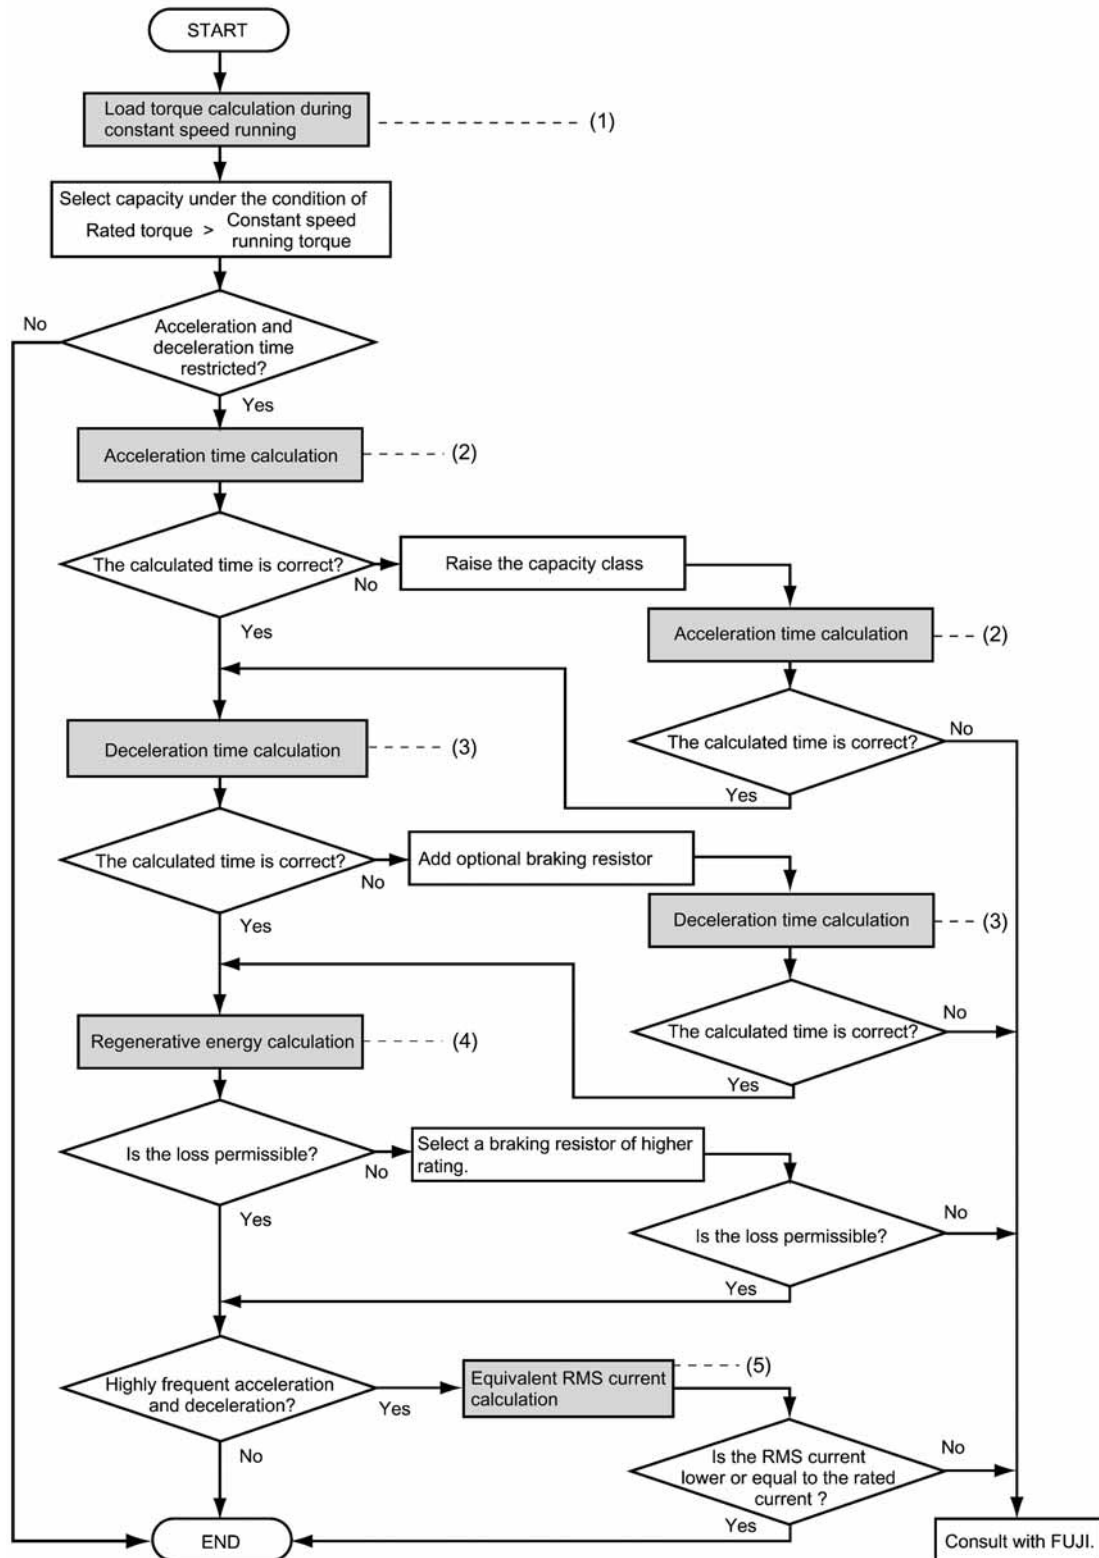 START
Load torque calculation during
constant speed running
(1)
Select capacity under the condition of
Rated torque > Constant speed
running torque
No
Acceleration and
deceleration time
restricted?
Yes
Acceleration time calculation
(2)
The calculated time is correct?
No
Raise the capacity class
Yes
Acceleration time calculation
(2)
The calculated time is correct?
No
Yes
Deceleration time calculation
(3)
The calculated time is correct?
No
Add optional braking resistor
Yes
Deceleration time calculation
(3)
The calculated time is correct?
No
Yes
Regenerative energy calculation
(4)
Is the loss permissible?
No
Select a braking resistor of higher
rating.
Yes
Is the loss permissible?
No
Yes
Highly frequent acceleration
and deceleration?
Yes
Equivalent RMS current
calculation
(5)
No
Is the RMS current
lower or equal to the rated
current ?
No
Yes
END
Consult with FUJI.